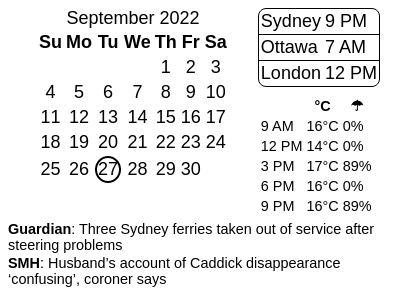 September 2022
Su Mo Tu We Th Fr Sa
1 2 3
4 5 6 7 8 9 10
11 12 13 14 15 16 17
18 19 20 21 22 23 24
25 26 27 28 29 30
Sydney 9 PM
Ottawa 7 AM
London 12 PM
°C ☂
9 AM 16°C 0%
12 PM 14°C 0%
3 PM 17°C 89%
6 PM 16°C 0%
9 PM 16°C 89%
Guardian: Three Sydney ferries taken out of service after
steering problems
SMH: Husband’s account of Caddick disappearance
‘confusing’, coroner says